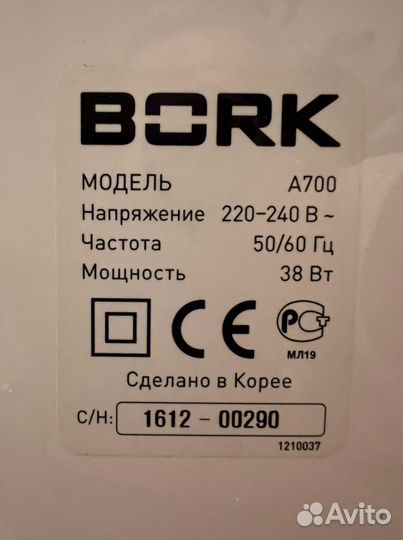 BORK
МОДЕЛЬ A700
Напряжение 220-240 В ~
Частота 50/60 Гц
Мощность 38 Вт
CE РСТ
МЛ19
Сделано в Корее
С/Н: 1612 - 00290
1210037
Avito